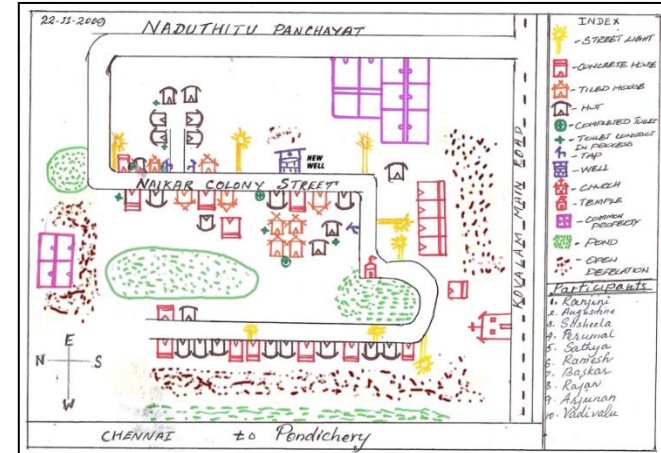 22-11-2009
NADUTHITU PANCHAYAT
INDEX
- STREET LIGHT
- CONCRETE HOUSE
- TILED HOUSE
- HUT
- COMPLETED TOILET
- TOILET CONSRUCT
IN PROCESS
- TAP
- WELL
- CHURCH
- TEMPLE
- COMMON
PROPERTY
- POND
- OPEN
DEFECATION
NEW
WELL
NAIKAR COLONY STREET
KOVALAM MAIN ROAD
Participants
1. Ranjini
2. Augustine
3. Susheela
4. Perumal
5. Sathya
6. Ramesh
7. Baskar
8. Rajan
9. Arjunan
10. Vadivalu
E
N
S
W
CHENNAI to Pondichery